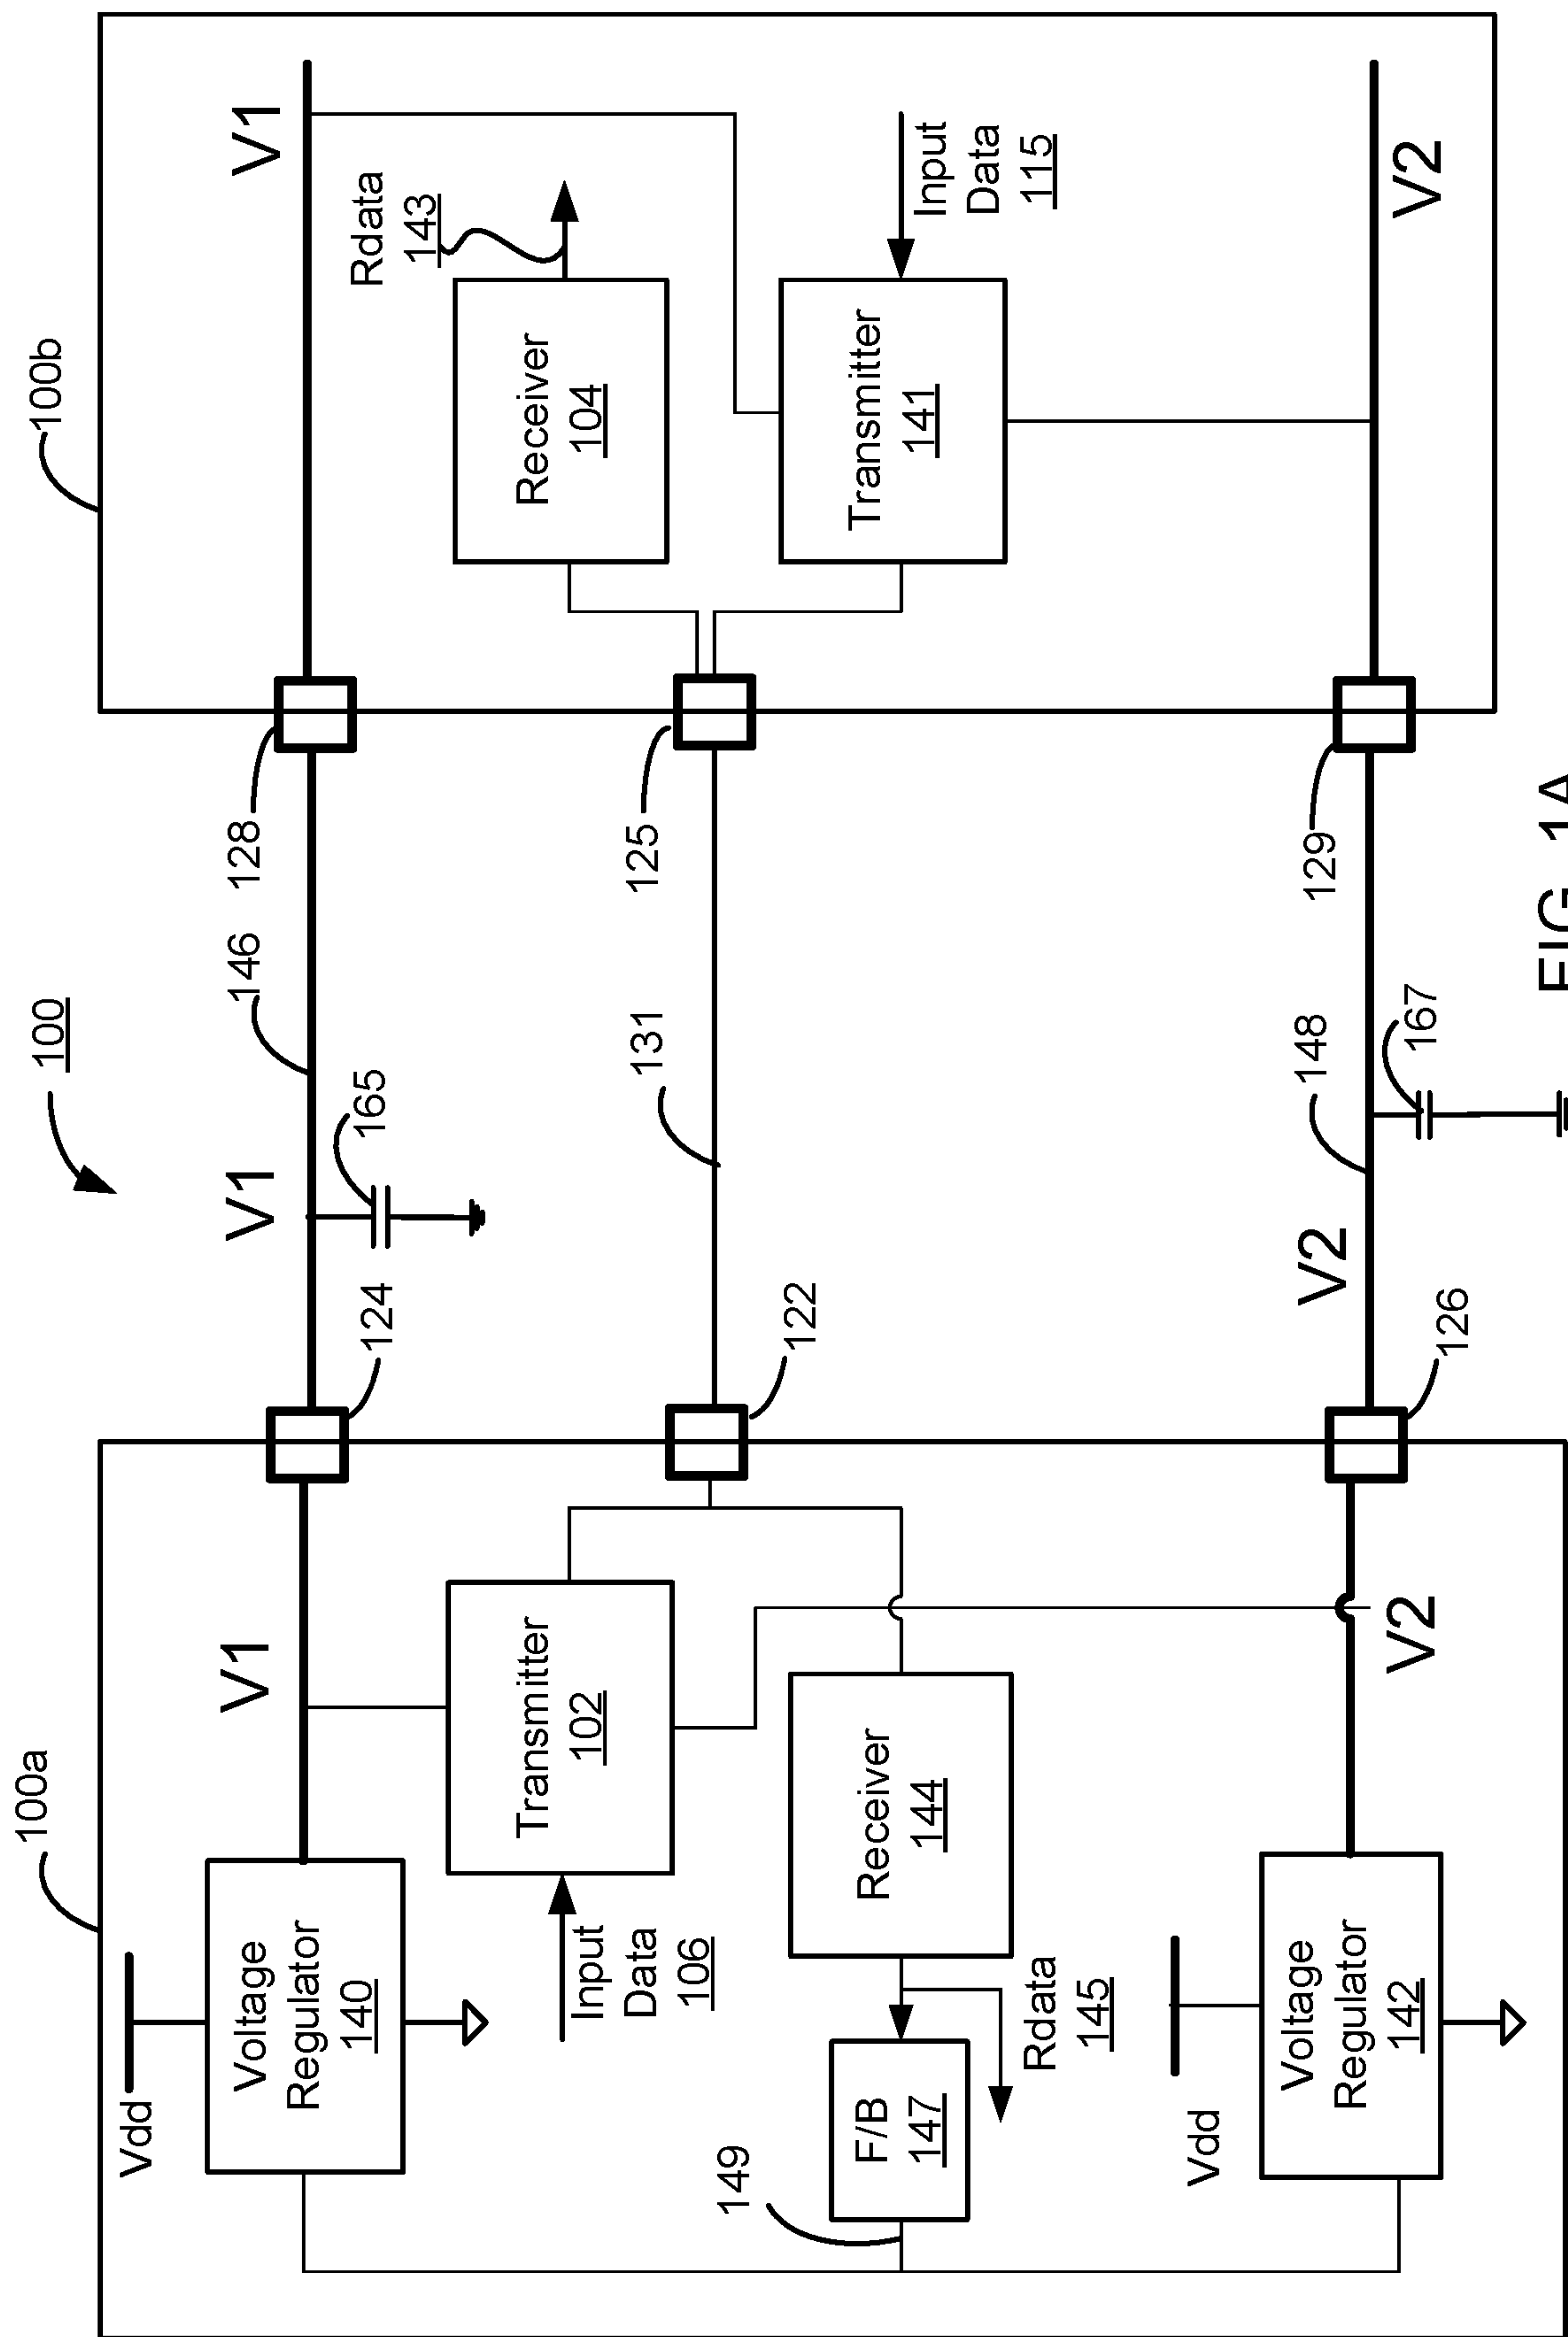 100
100a
100b
Vdd
Voltage
Regulator
140
V1
124
V1
165
146
128
V1
Transmitter
102
Input
Data
106
122
131
125
Receiver
104
Rdata
143
Transmitter
141
Input
Data
115
149
F/B
147
Receiver
144
Rdata
145
Vdd
Voltage
Regulator
142
V2
126
V2
148
167
129
V2
FIG. 1A